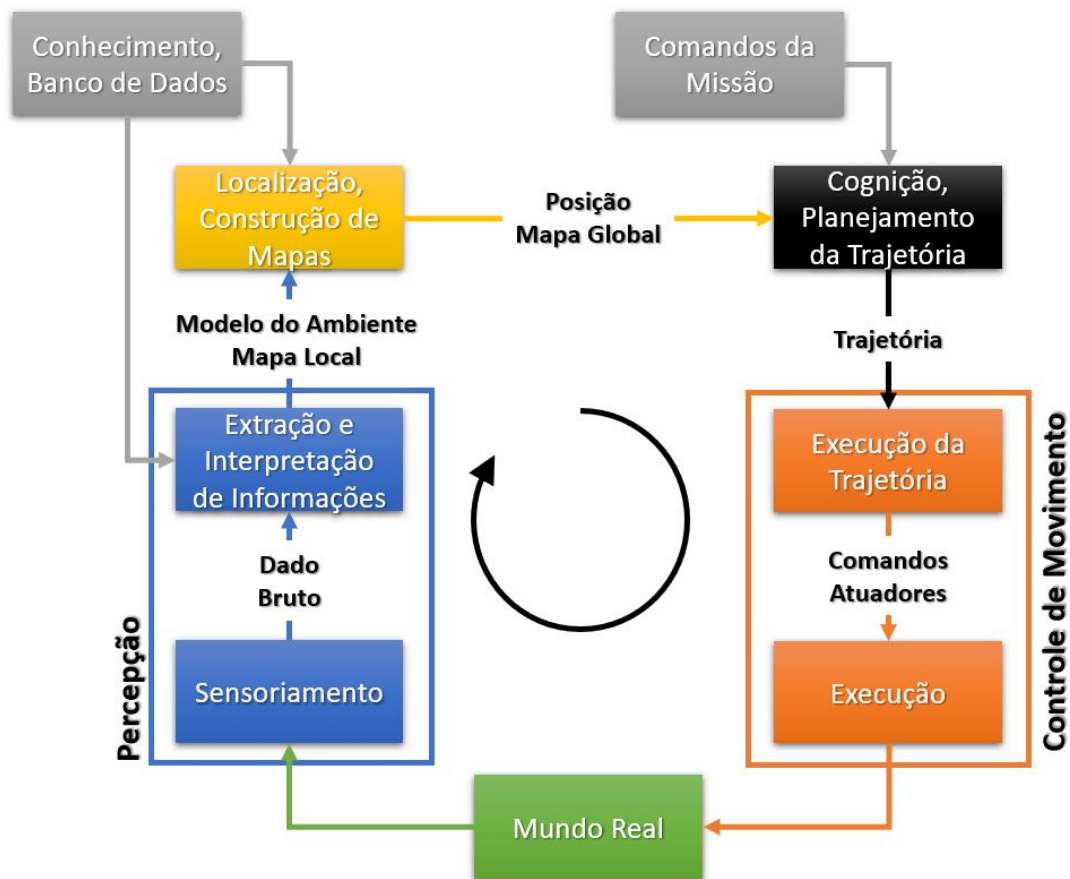 Conhecimento,
Banco de Dados
Comandos da
Missão
Localização,
Construção de
Mapas
Posição
Mapa Global
Cognição,
Planejamento
da Trajetória
Modelo do Ambiente
Mapa Local
Trajetória
Extração e
Interpretação
de Informações
Execução da
Trajetória
Dado
Bruto
Comandos
Atuadores
Sensoriamento
Execução
Percepção
Controle de Movimento
Mundo Real